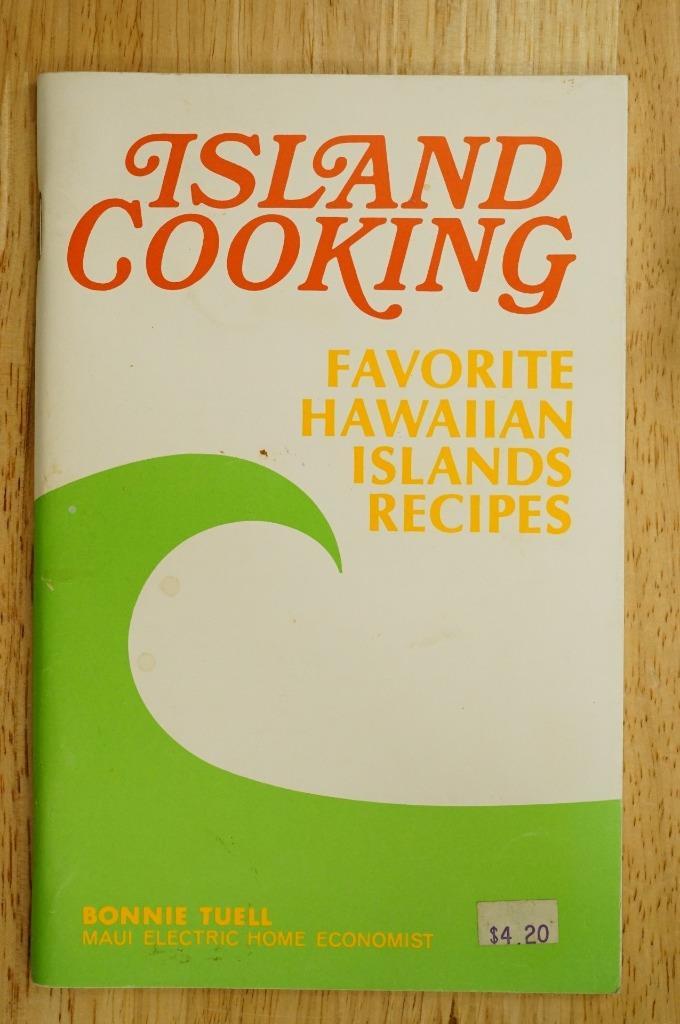 ISLAND
COOKING
FAVORITE
HAWAIIAN
ISLANDS
RECIPES
BONNIE TUELL
MAUI ELECTRIC HOME ECONOMIST
$4.20